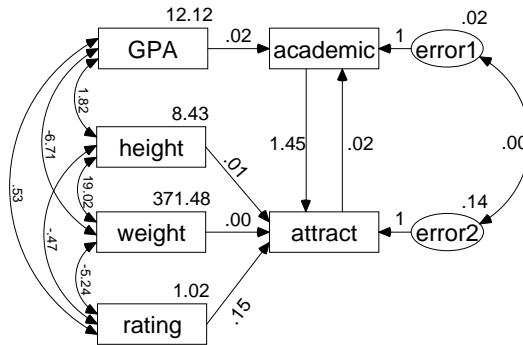 12.12
.02
GPA
.02
academic
1
error1
1.82
-6.71
8.43
height
.01
1.45
.02
.00
19.02
.53
-.47
371.48
weight
.00
attract
1
.14
error2
-5.24
1.02
rating
.15